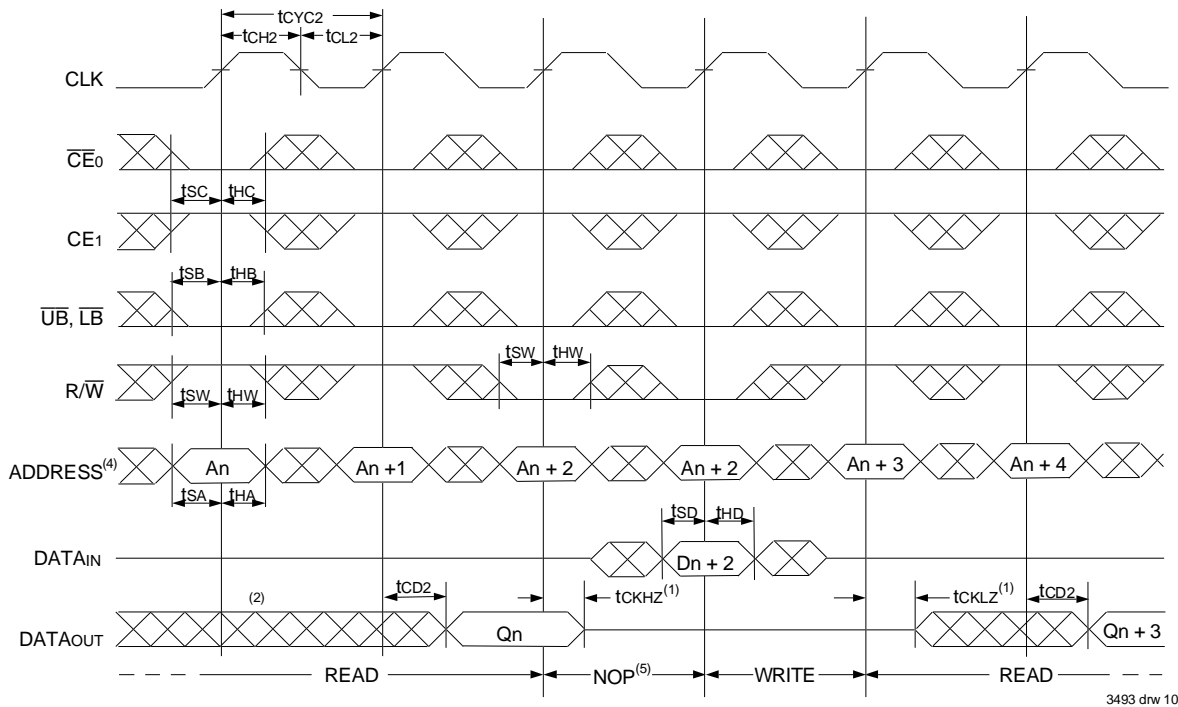 tCYC2
tCH2 tCL2
CLK
CE0
tSC tHC
CE1
tSB tHB
UB, LB
tSW tHW
R/W
tSW tHW
ADDRESS(4) An An +1 An + 2 An + 2 An + 3 An + 4
tSA tHA
tSD tHD
DATAIN Dn + 2
tCD2 tCKHZ(1) tCKLZ(1) tCD2
(2)
DATAOUT Qn Qn + 3
READ NOP(5) WRITE READ
3493 drw 10